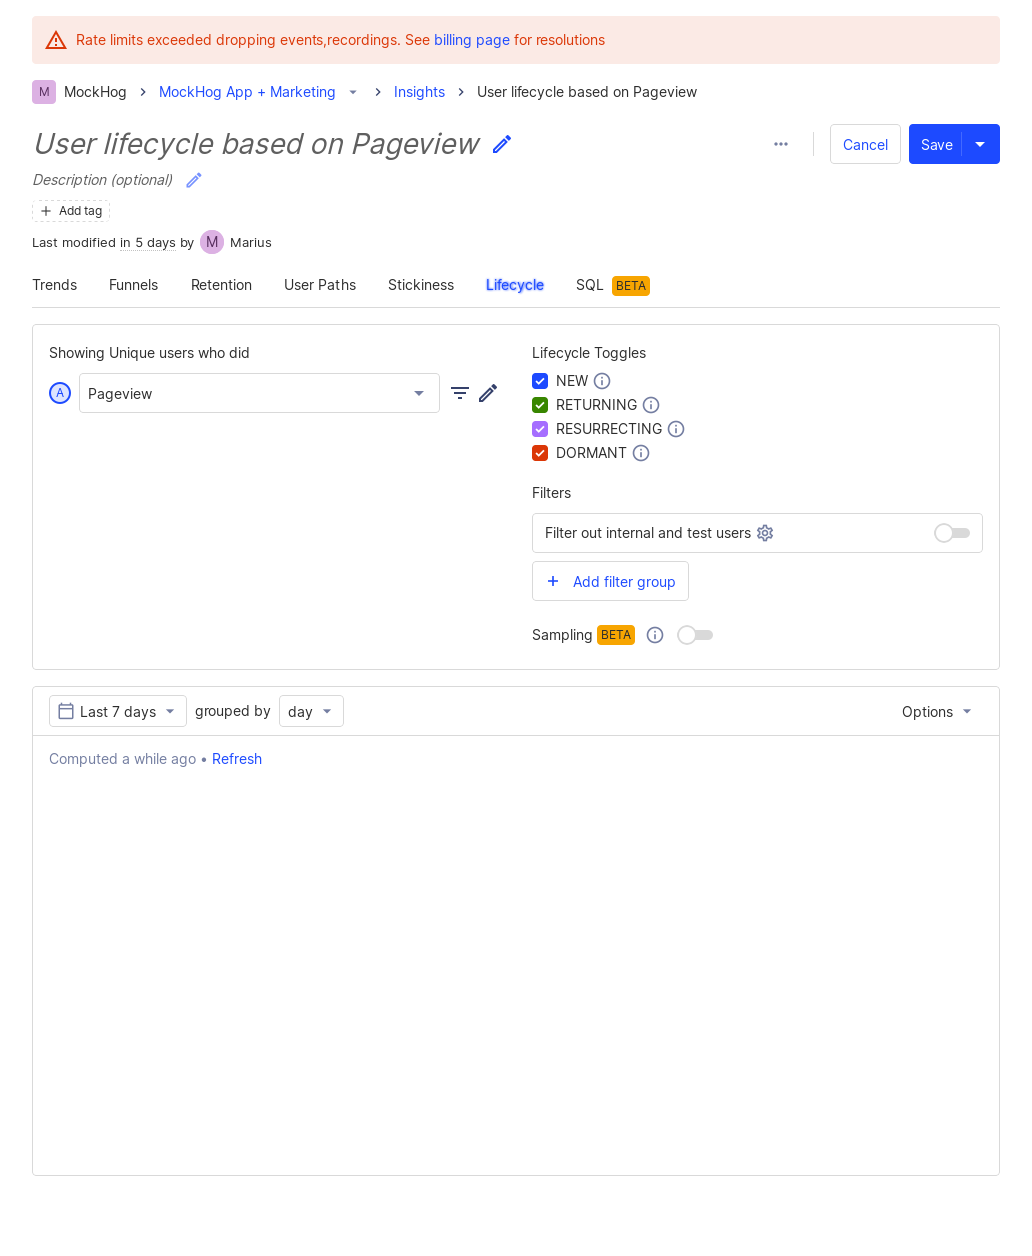 Rate limits exceeded dropping events,recordings. See billing page for resolutions
M MockHog MockHog App + Marketing Insights User lifecycle based on Pageview
User lifecycle based on Pageview
Cancel Save
Description (optional)
Add tag
Last modified in 5 days by M Marius
Trends Funnels Retention User Paths Stickiness Lifecycle SQL BETA
Showing Unique users who did
A Pageview
Lifecycle Toggles
NEW
RETURNING
RESURRECTING
DORMANT
Filters
Filter out internal and test users
Add filter group
Sampling BETA
Last 7 days grouped by day Options
Computed a while ago • Refresh